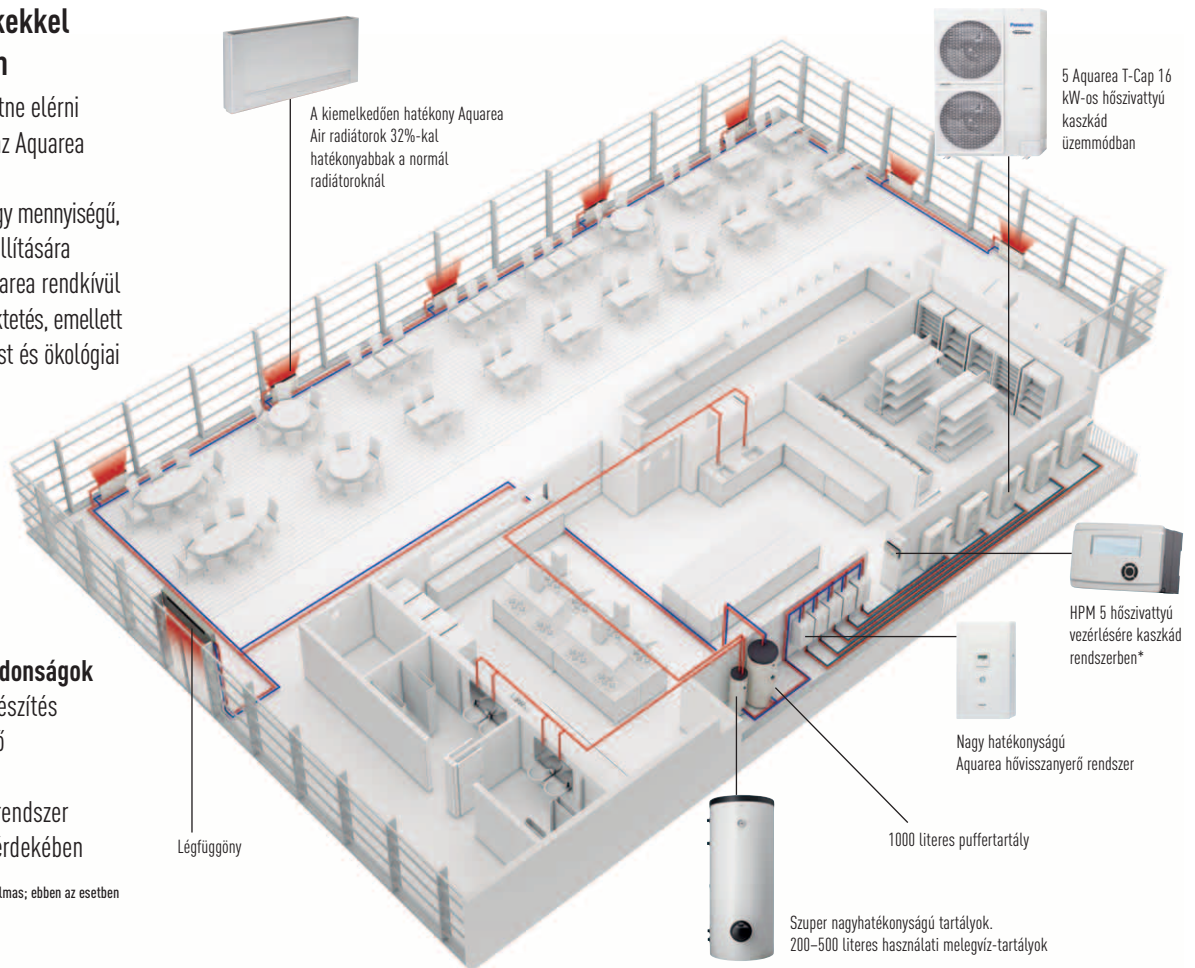 kekkel
n
tne elérni
az Aquarea
gy mennyiségű,
llítására
area rendkívül
ktetés, emellett
st és ökológiai
donságok
észítés
ő
rendszer
érdekében
lmas; ebben az esetben
A kiemelkedően hatékony Aquarea
Air radiátorok 32%-kal
hatékonyabbak a normál
radiátoroknál
Panasonic
5 Aquarea T-Cap 16
kW-os hőszivattyú
kaszkád
üzemmódban
HPM 5 hőszivattyú
vezérlésére kaszkád
rendszerben*
Nagy hatékonyságú
Aquarea hővisszanyerő rendszer
1000 literes puffertartály
Szuper nagyhatékonyságú tartályok.
200–500 literes használati melegvíz-tartályok
Légfüggöny